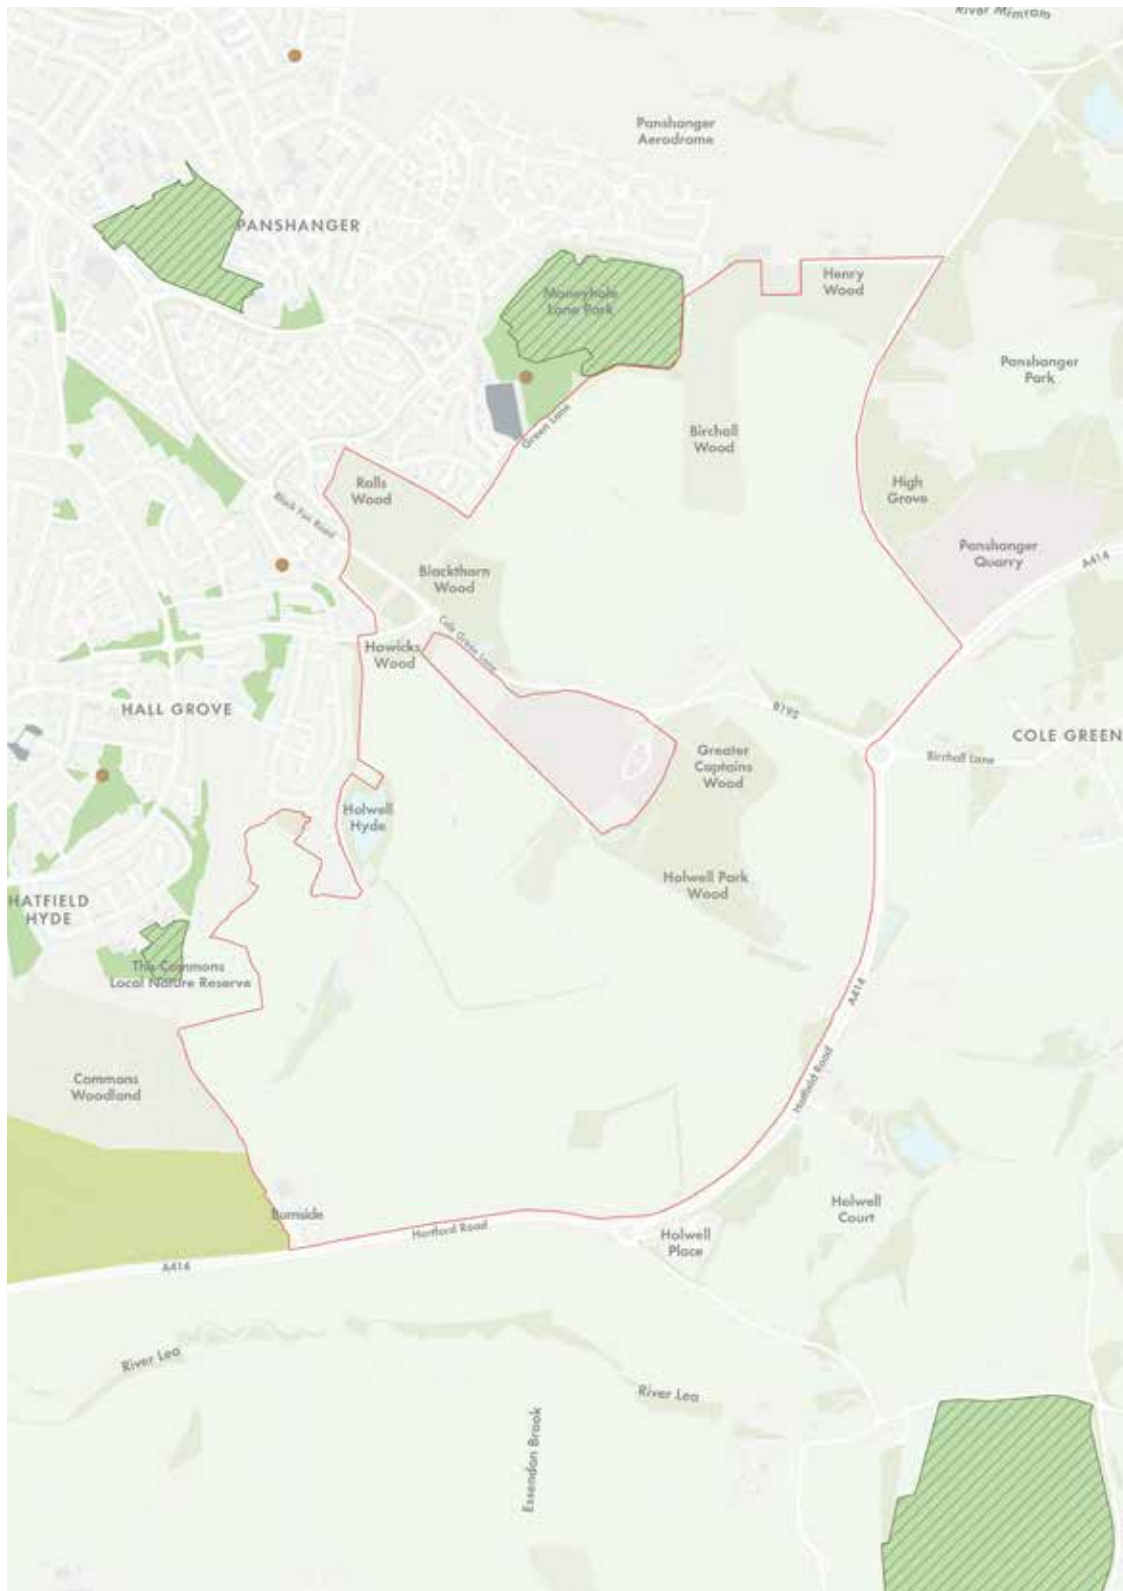 River Mimram
Panshanger
Aerodrome
PANSHANGER
Henry
Wood
Moneyhole
Lane Park
Panshanger
Park
Green Lane
Birchall
Wood
Rolls
Wood
High
Grove
Black Fan Road
Panshanger
Quarry
A414
Blackthorn
Wood
Cole Green Lane
Howicks
Wood
HALL GROVE
B195
COLE GREEN
Greater
Captains
Wood
Birchall Lane
Holwell
Hyde
Holwell Park
Wood
HATFIELD
HYDE
The Commons
Local Nature Reserve
A414
Commons
Woodland
Hatfield Road
Holwell
Court
Burnside
Hertford Road
Holwell
Place
A414
River Lea
River Lea
Essendon Brook